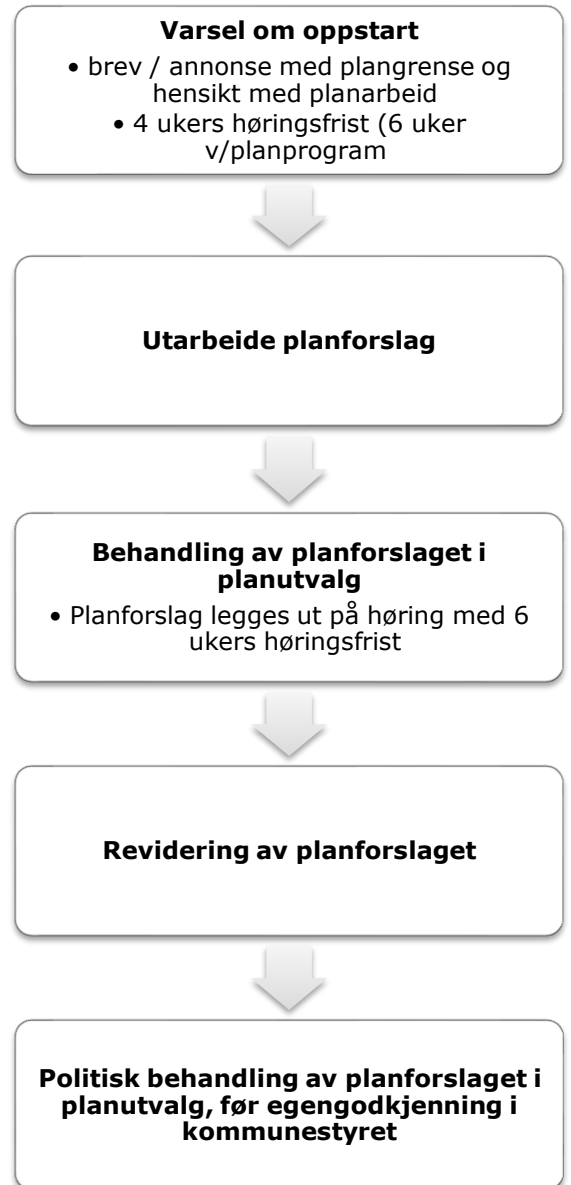 Varsel om oppstart
• brev / annonse med plangrense og
hensikt med planarbeid
• 4 ukers høringsfrist (6 uker
v/planprogram
Utarbeide planforslag
Behandling av planforslaget i
planutvalg
• Planforslag legges ut på høring med 6
ukers høringsfrist
Revidering av planforslaget
Politisk behandling av planforslaget i
planutvalg, før egengodkjenning i
kommunestyret